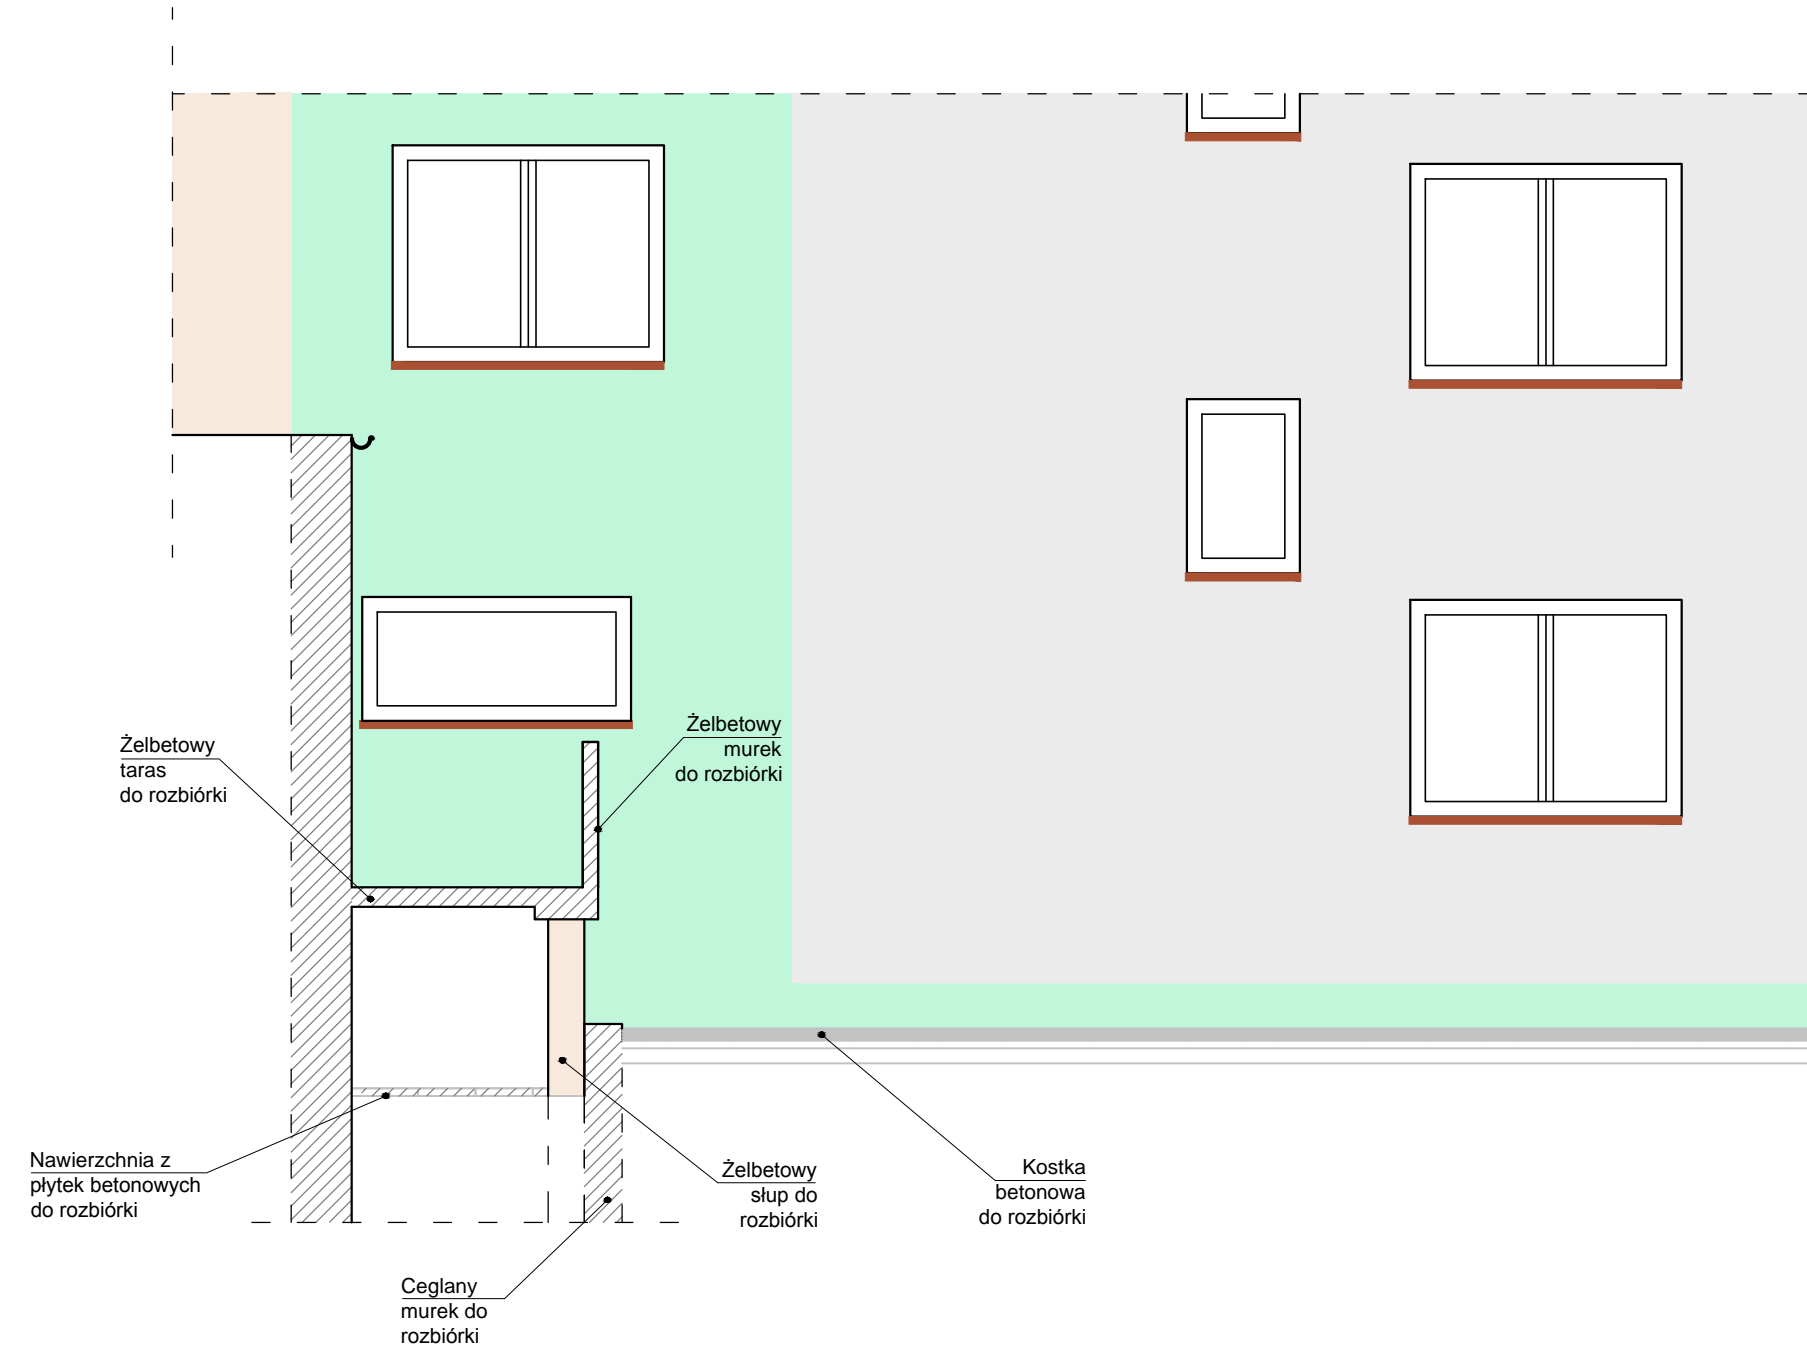 Żelbetowy
murek
do rozbiórki
Żelbetowy
taras
do rozbiórki
Nawierzchnia z
płytek betonowych
do rozbiórki
Żelbetowy
słup do
rozbiórki
Kostka
betonowa
do rozbiórki
Ceglany
murek do
rozbiórki